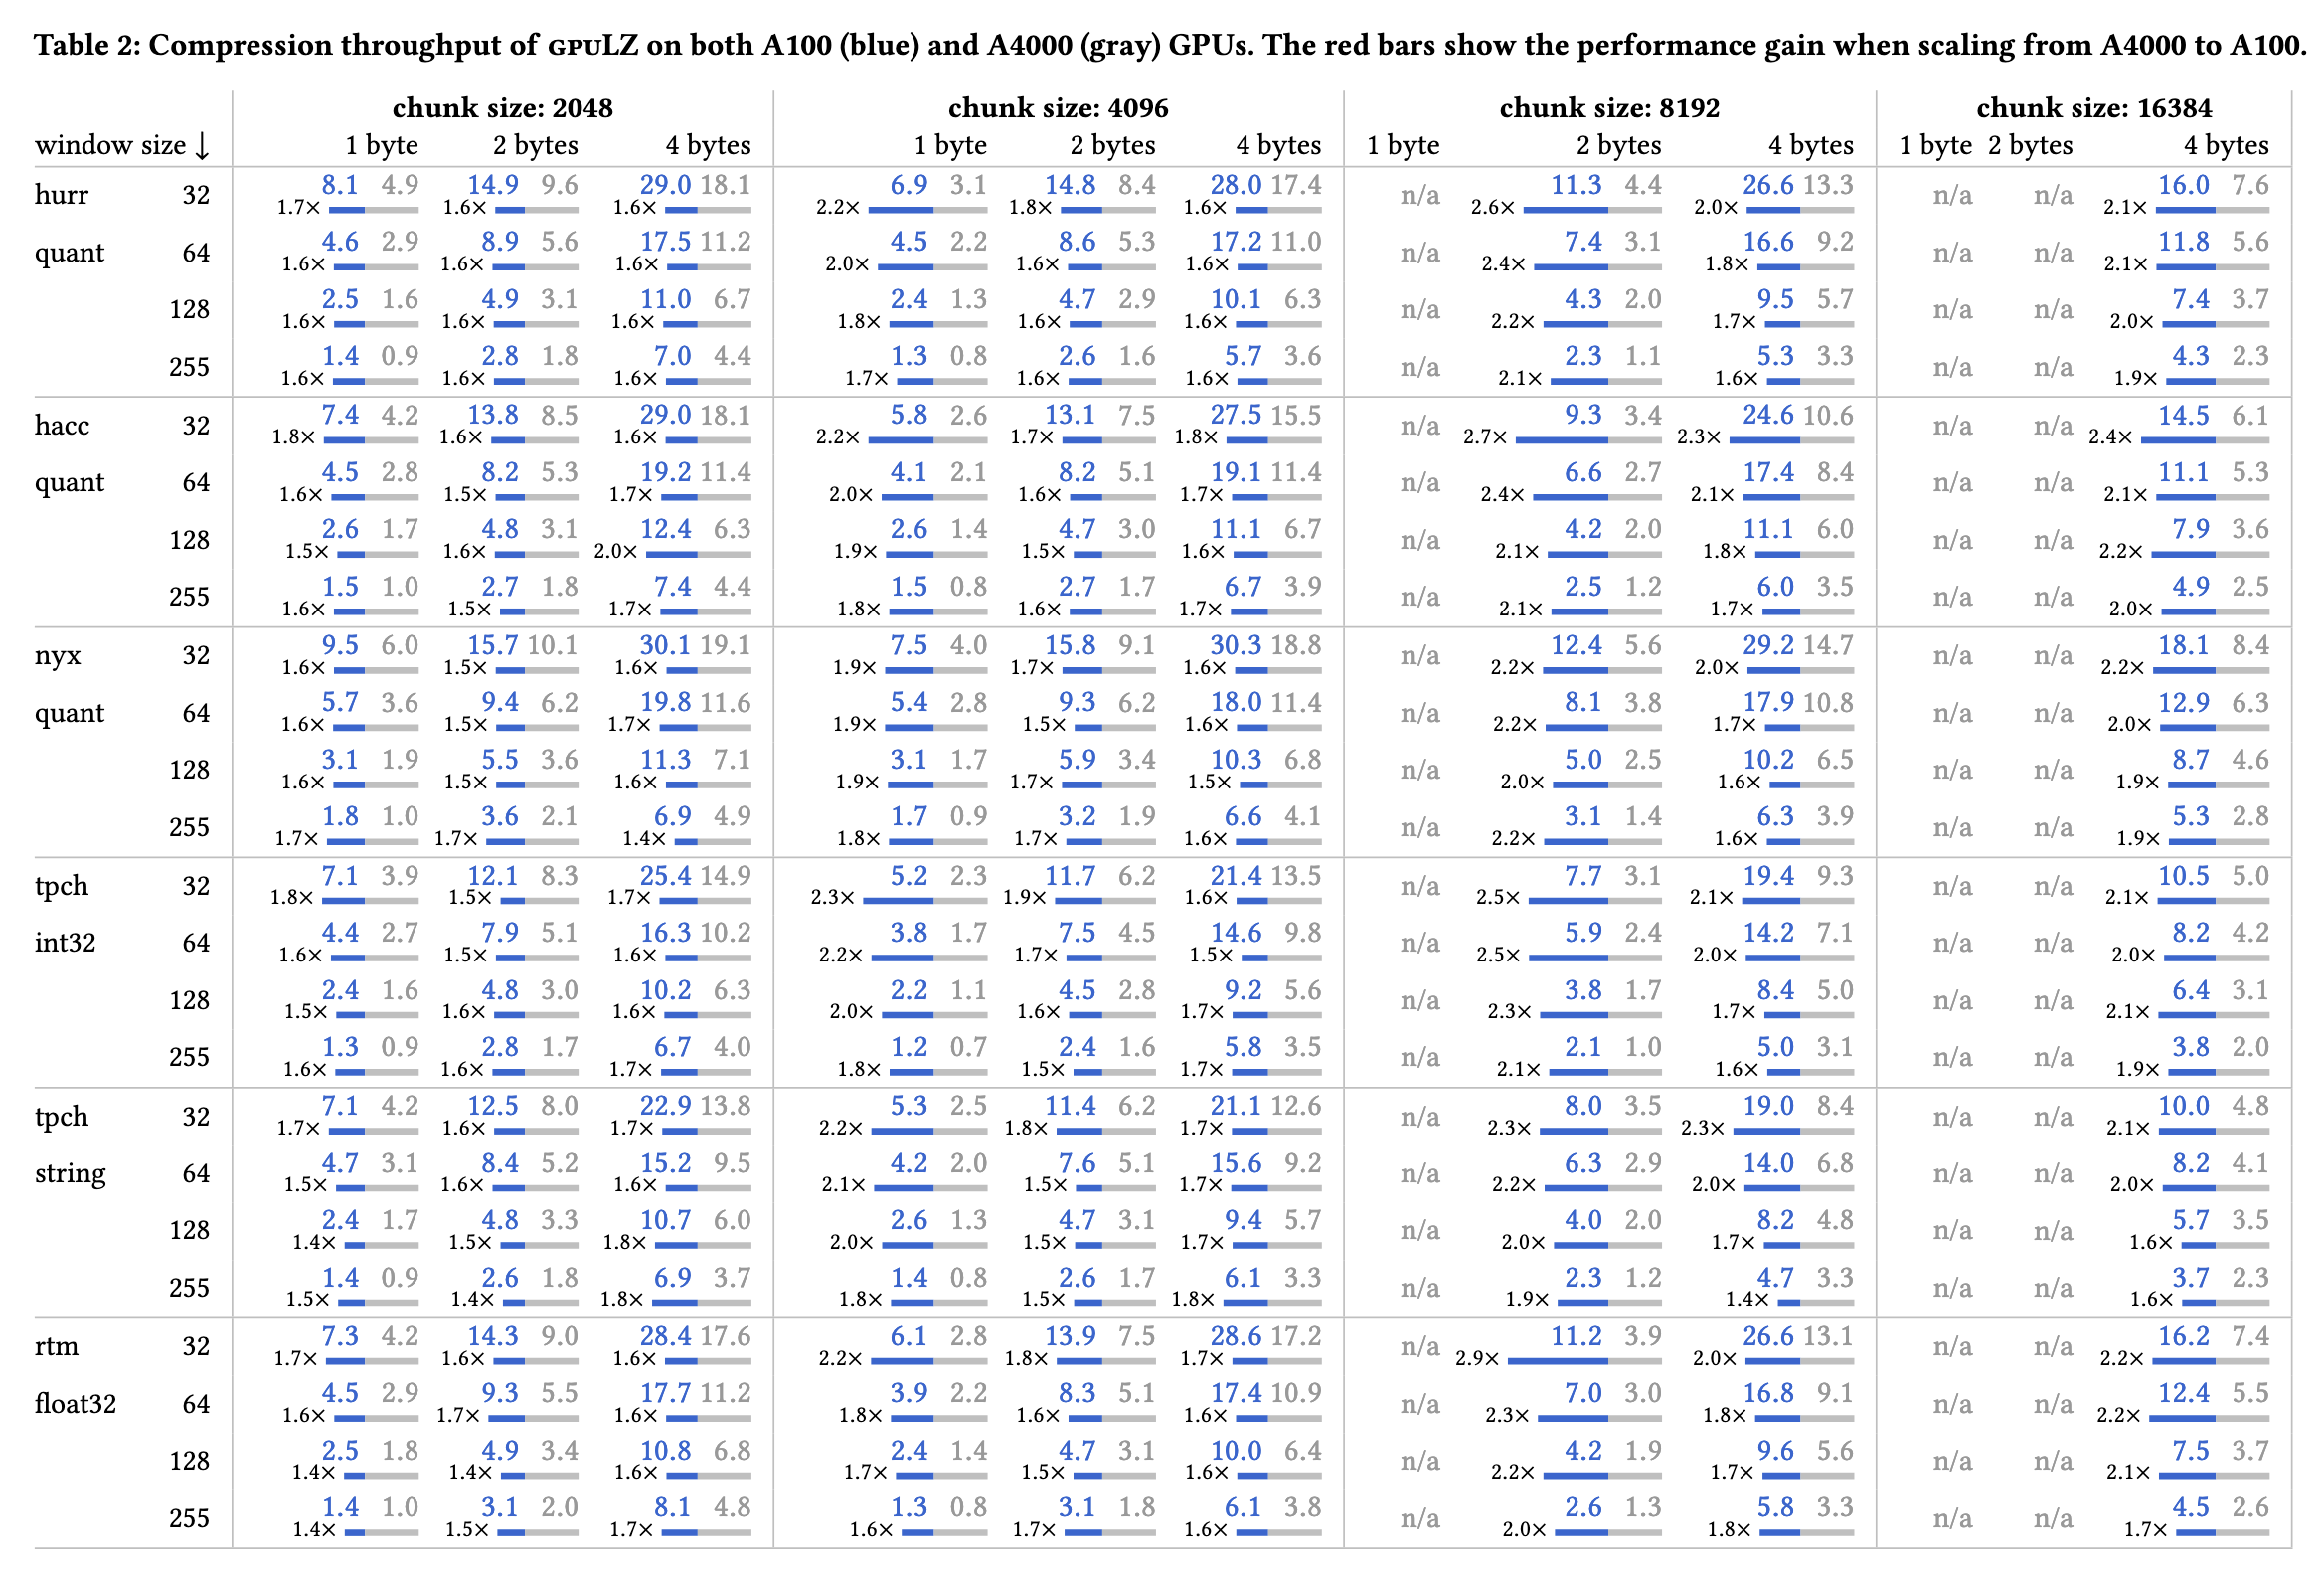 Table 2: Compression throughput of GPULZ on both A100 (blue) and A4000 (gray) GPUs. The red bars show the performance gain when scaling from A4000 to A100.
chunk size: 2048 chunk size: 4096 chunk size: 8192 chunk size: 16384
window size ↓ 1 byte 2 bytes 4 bytes 1 byte 2 bytes 4 bytes 1 byte 2 bytes 4 bytes 1 byte 2 bytes 4 bytes
hurr 32 1.7× 8.1 4.9 1.6× 14.9 9.6 1.6× 29.0 18.1 2.2× 6.9 3.1 1.8× 14.8 8.4 1.6× 28.0 17.4 n/a 2.6× 11.3 4.4 2.0× 26.6 13.3 n/a n/a 2.1× 16.0 7.6
quant 64 1.6× 4.6 2.9 1.6× 8.9 5.6 1.6× 17.5 11.2 2.0× 4.5 2.2 1.6× 8.6 5.3 1.6× 17.2 11.0 n/a 2.4× 7.4 3.1 1.8× 16.6 9.2 n/a n/a 2.1× 11.8 5.6
128 1.6× 2.5 1.6 1.6× 4.9 3.1 1.6× 11.0 6.7 1.8× 2.4 1.3 1.6× 4.7 2.9 1.6× 10.1 6.3 n/a 2.2× 4.3 2.0 1.7× 9.5 5.7 n/a n/a 2.0× 7.4 3.7
255 1.6× 1.4 0.9 1.6× 2.8 1.8 1.6× 7.0 4.4 1.7× 1.3 0.8 1.6× 2.6 1.6 1.6× 5.7 3.6 n/a 2.1× 2.3 1.1 1.6× 5.3 3.3 n/a n/a 1.9× 4.3 2.3
hacc 32 1.8× 7.4 4.2 1.6× 13.8 8.5 1.6× 29.0 18.1 2.2× 5.8 2.6 1.7× 13.1 7.5 1.8× 27.5 15.5 n/a 2.7× 9.3 3.4 2.3× 24.6 10.6 n/a n/a 2.4× 14.5 6.1
quant 64 1.6× 4.5 2.8 1.5× 8.2 5.3 1.7× 19.2 11.4 2.0× 4.1 2.1 1.6× 8.2 5.1 1.7× 19.1 11.4 n/a 2.4× 6.6 2.7 2.1× 17.4 8.4 n/a n/a 2.1× 11.1 5.3
128 1.5× 2.6 1.7 1.6× 4.8 3.1 2.0× 12.4 6.3 1.9× 2.6 1.4 1.5× 4.7 3.0 1.6× 11.1 6.7 n/a 2.1× 4.2 2.0 1.8× 11.1 6.0 n/a n/a 2.2× 7.9 3.6
255 1.6× 1.5 1.0 1.5× 2.7 1.8 1.7× 7.4 4.4 1.8× 1.5 0.8 1.6× 2.7 1.7 1.7× 6.7 3.9 n/a 2.1× 2.5 1.2 1.7× 6.0 3.5 n/a n/a 2.0× 4.9 2.5
nyx 32 1.6× 9.5 6.0 1.5× 15.7 10.1 1.6× 30.1 19.1 1.9× 7.5 4.0 1.7× 15.8 9.1 1.6× 30.3 18.8 n/a 2.2× 12.4 5.6 2.0× 29.2 14.7 n/a n/a 2.2× 18.1 8.4
quant 64 1.6× 5.7 3.6 1.5× 9.4 6.2 1.7× 19.8 11.6 1.9× 5.4 2.8 1.5× 9.3 6.2 1.6× 18.0 11.4 n/a 2.2× 8.1 3.8 1.7× 17.9 10.8 n/a n/a 2.0× 12.9 6.3
128 1.6× 3.1 1.9 1.5× 5.5 3.6 1.6× 11.3 7.1 1.9× 3.1 1.7 1.7× 5.9 3.4 1.5× 10.3 6.8 n/a 2.0× 5.0 2.5 1.6× 10.2 6.5 n/a n/a 1.9× 8.7 4.6
255 1.7× 1.8 1.0 1.7× 3.6 2.1 1.4× 6.9 4.9 1.8× 1.7 0.9 1.7× 3.2 1.9 1.6× 6.6 4.1 n/a 2.2× 3.1 1.4 1.6× 6.3 3.9 n/a n/a 1.9× 5.3 2.8
tpch 32 1.8× 7.1 3.9 1.5× 12.1 8.3 1.7× 25.4 14.9 2.3× 5.2 2.3 1.9× 11.7 6.2 1.6× 21.4 13.5 n/a 2.5× 7.7 3.1 2.1× 19.4 9.3 n/a n/a 2.1× 10.5 5.0
int32 64 1.6× 4.4 2.7 1.5× 7.9 5.1 1.6× 16.3 10.2 2.2× 3.8 1.7 1.7× 7.5 4.5 1.5× 14.6 9.8 n/a 2.5× 5.9 2.4 2.0× 14.2 7.1 n/a n/a 2.0× 8.2 4.2
128 1.5× 2.4 1.6 1.6× 4.8 3.0 1.6× 10.2 6.3 2.0× 2.2 1.1 1.6× 4.5 2.8 1.7× 9.2 5.6 n/a 2.3× 3.8 1.7 1.7× 8.4 5.0 n/a n/a 2.1× 6.4 3.1
255 1.6× 1.3 0.9 1.6× 2.8 1.7 1.7× 6.7 4.0 1.8× 1.2 0.7 1.5× 2.4 1.6 1.7× 5.8 3.5 n/a 2.1× 2.1 1.0 1.6× 5.0 3.1 n/a n/a 1.9× 3.8 2.0
tpch 32 1.7× 7.1 4.2 1.6× 12.5 8.0 1.7× 22.9 13.8 2.2× 5.3 2.5 1.8× 11.4 6.2 1.7× 21.1 12.6 n/a 2.3× 8.0 3.5 2.3× 19.0 8.4 n/a n/a 2.1× 10.0 4.8
string 64 1.5× 4.7 3.1 1.6× 8.4 5.2 1.6× 15.2 9.5 2.1× 4.2 2.0 1.5× 7.6 5.1 1.7× 15.6 9.2 n/a 2.2× 6.3 2.9 2.0× 14.0 6.8 n/a n/a 2.0× 8.2 4.1
128 1.4× 2.4 1.7 1.5× 4.8 3.3 1.8× 10.7 6.0 2.0× 2.6 1.3 1.5× 4.7 3.1 1.7× 9.4 5.7 n/a 2.0× 4.0 2.0 1.7× 8.2 4.8 n/a n/a 1.6× 5.7 3.5
255 1.5× 1.4 0.9 1.4× 2.6 1.8 1.8× 6.9 3.7 1.8× 1.4 0.8 1.5× 2.6 1.7 1.8× 6.1 3.3 n/a 1.9× 2.3 1.2 1.4× 4.7 3.3 n/a n/a 1.6× 3.7 2.3
rtm 32 1.7× 7.3 4.2 1.6× 14.3 9.0 1.6× 28.4 17.6 2.2× 6.1 2.8 1.8× 13.9 7.5 1.7× 28.6 17.2 n/a 2.9× 11.2 3.9 2.0× 26.6 13.1 n/a n/a 2.2× 16.2 7.4
float32 64 1.6× 4.5 2.9 1.7× 9.3 5.5 1.6× 17.7 11.2 1.8× 3.9 2.2 1.6× 8.3 5.1 1.6× 17.4 10.9 n/a 2.3× 7.0 3.0 1.8× 16.8 9.1 n/a n/a 2.2× 12.4 5.5
128 1.4× 2.5 1.8 1.4× 4.9 3.4 1.6× 10.8 6.8 1.7× 2.4 1.4 1.5× 4.7 3.1 1.6× 10.0 6.4 n/a 2.2× 4.2 1.9 1.7× 9.6 5.6 n/a n/a 2.1× 7.5 3.7
255 1.4× 1.4 1.0 1.5× 3.1 2.0 1.7× 8.1 4.8 1.6× 1.3 0.8 1.7× 3.1 1.8 1.6× 6.1 3.8 n/a 2.0× 2.6 1.3 1.8× 5.8 3.3 n/a n/a 1.7× 4.5 2.6